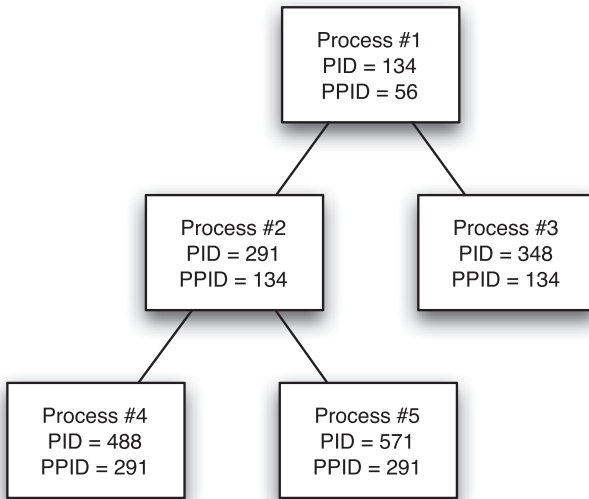 Process #1
PID = 134
PPID = 56
Process #2
PID = 291
PPID = 134
Process #3
PID = 348
PPID = 134
Process #4
PID = 488
PPID = 291
Process #5
PID = 571
PPID = 291